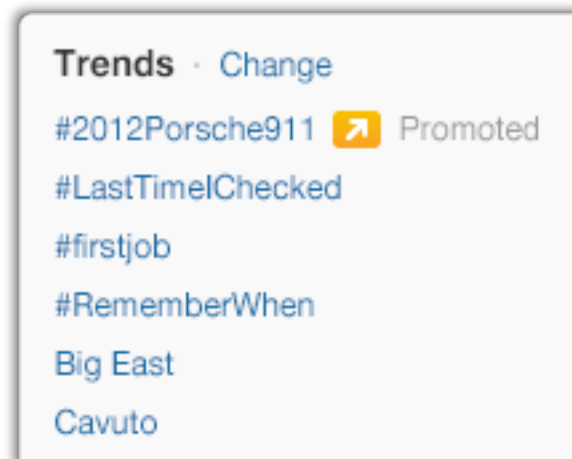 Trends · Change
#2012Porsche911 Promoted
#LastTimeIChecked
#firstjob
#RememberWhen
Big East
Cavuto